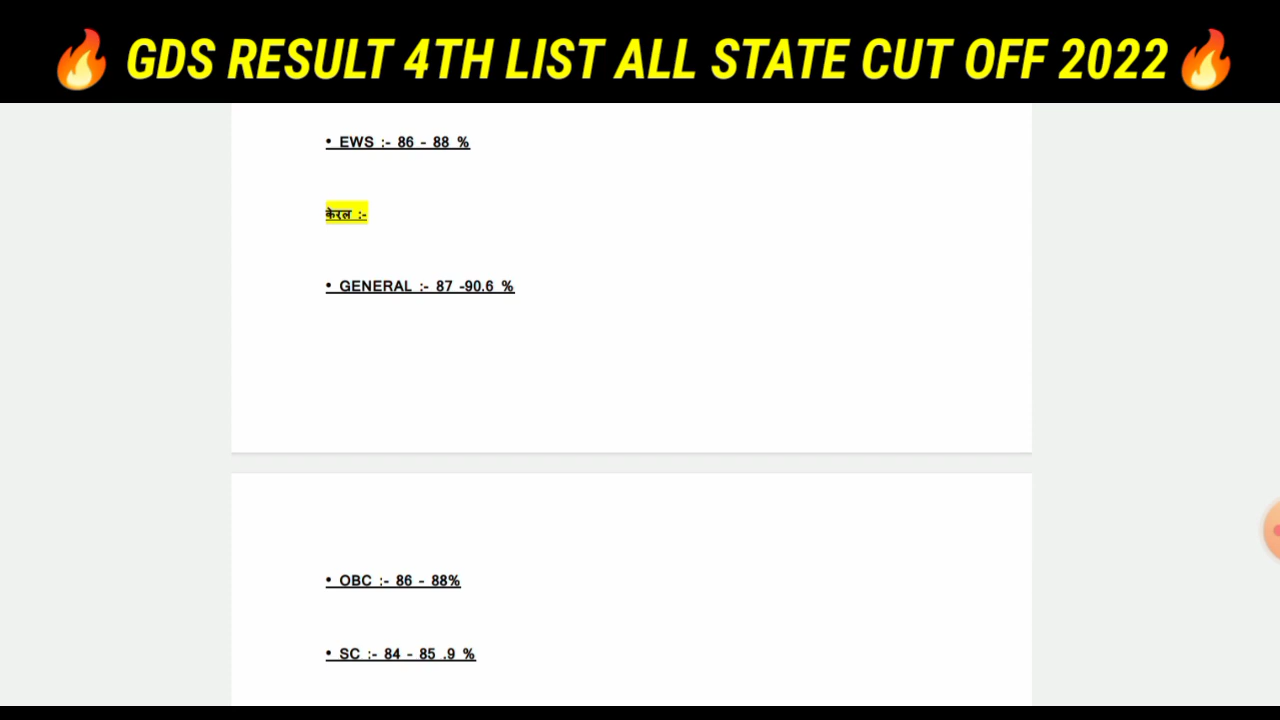 🔥 GDS RESULT 4TH LIST ALL STATE CUT OFF 2022 🔥
• EWS :- 86 - 88 %
केरल :-
• GENERAL :- 87 -90.6 %
• OBC :- 86 - 88%
• SC :- 84 - 85 .9 %